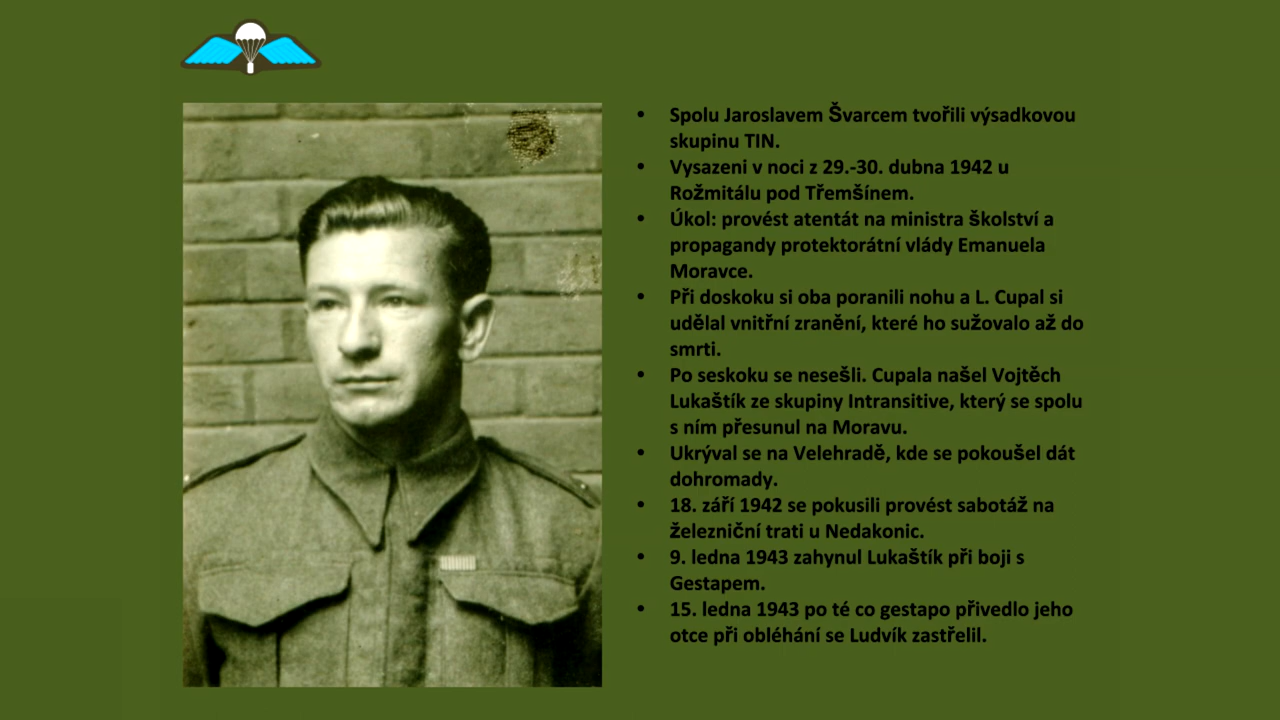 • Spolu Jaroslavem Švarcem tvořili výsadkovou
skupinu TIN.
• Vysazeni v noci z 29.-30. dubna 1942 u
Rožmitálu pod Třemšínem.
• Úkol: provést atentát na ministra školství a
propagandy protektorátní vlády Emanuela
Moravce.
• Při doskoku si oba poranili nohu a L. Cupal si
udělal vnitřní zranění, které ho sužovalo až do
smrti.
• Po seskoku se nesešli. Cupala našel Vojtěch
Lukaštík ze skupiny Intransitive, který se spolu
s ním přesunul na Moravu.
• Ukrýval se na Velehradě, kde se pokoušel dát
dohromady.
• 18. září 1942 se pokusili provést sabotáž na
železniční trati u Nedakonic.
• 9. ledna 1943 zahynul Lukaštík při boji s
Gestapem.
• 15. ledna 1943 po té co gestapo přivedlo jeho
otce při obléhání se Ludvík zastřelil.